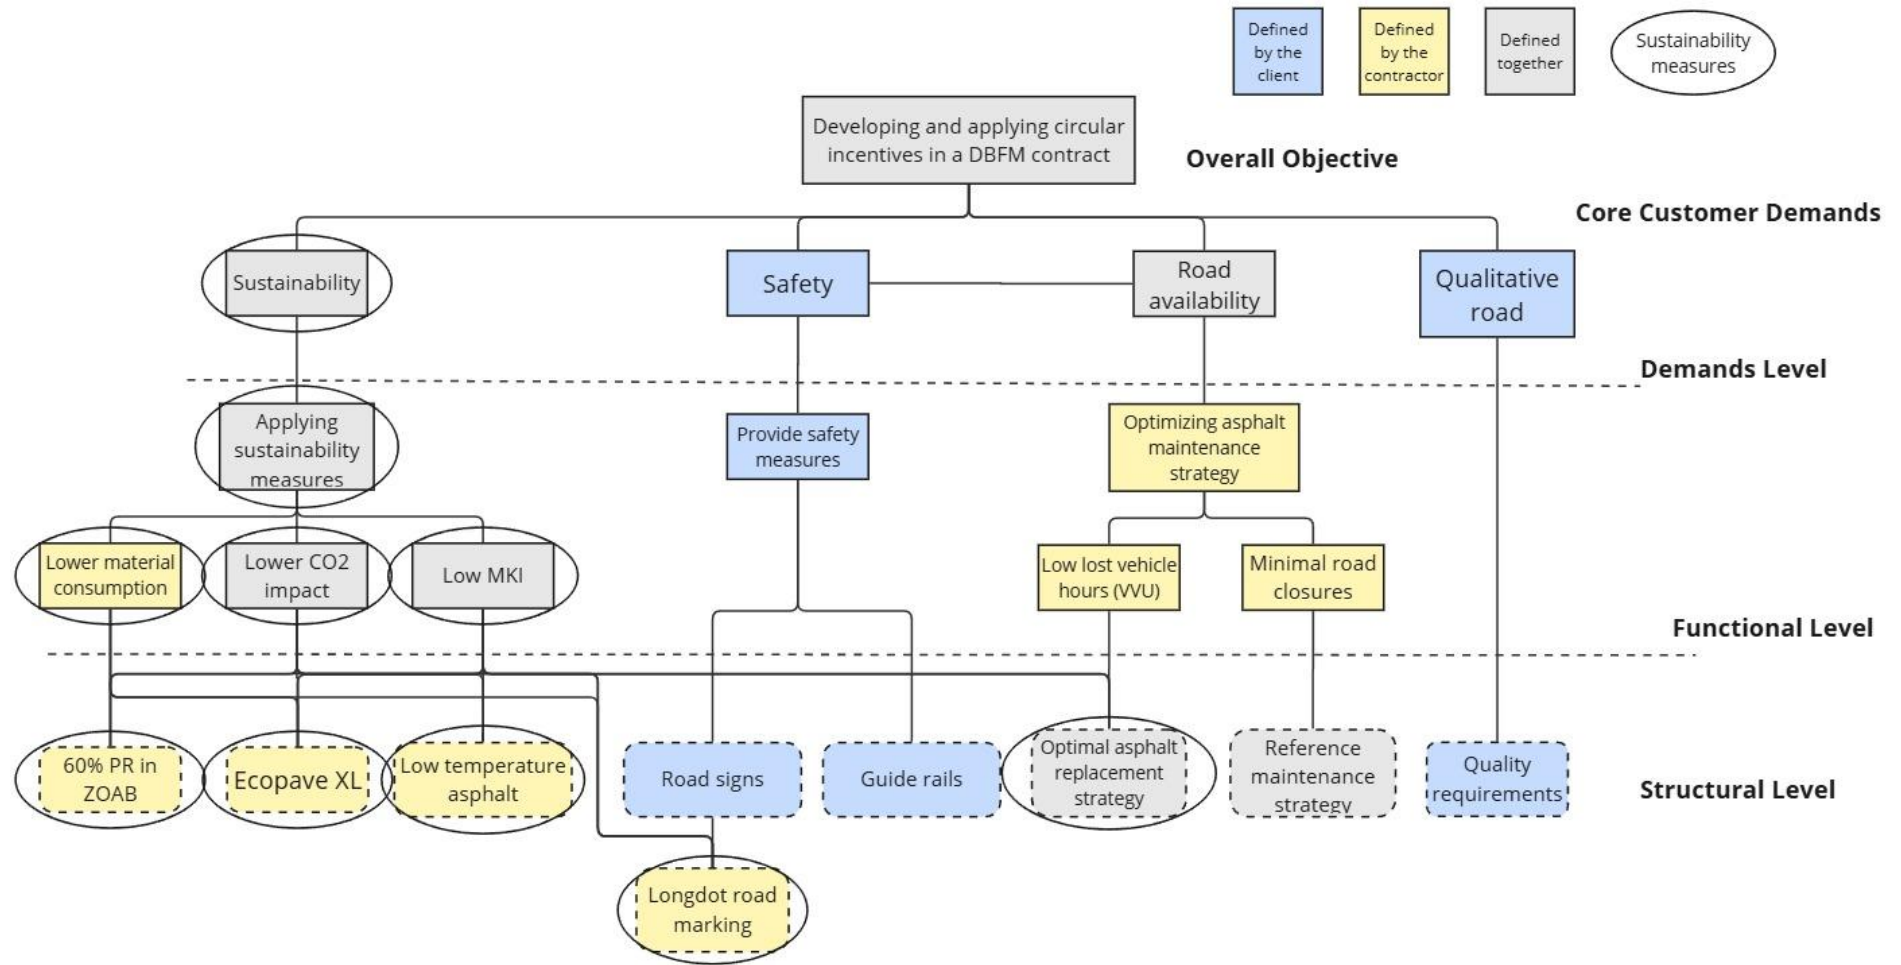 Defined
by the
client
Defined
by the
contractor
Defined
together
Sustainability
measures
Developing and applying circular
incentives in a DBFM contract
Overall Objective
Core Customer Demands
Sustainability
Safety
Road
availability
Qualitative
road
Demands Level
Applying
sustainability
measures
Provide safety
measures
Optimizing asphalt
maintenance
strategy
Lower material
consumption
Lower CO2
impact
Low MKI
Low lost vehicle
hours (VVU)
Minimal road
closures
Functional Level
60% PR in
ZOAB
Ecopave XL
Low temperature
asphalt
Road signs
Guide rails
Optimal asphalt
replacement
strategy
Reference
maintenance
strategy
Quality
requirements
Structural Level
Longdot road
marking